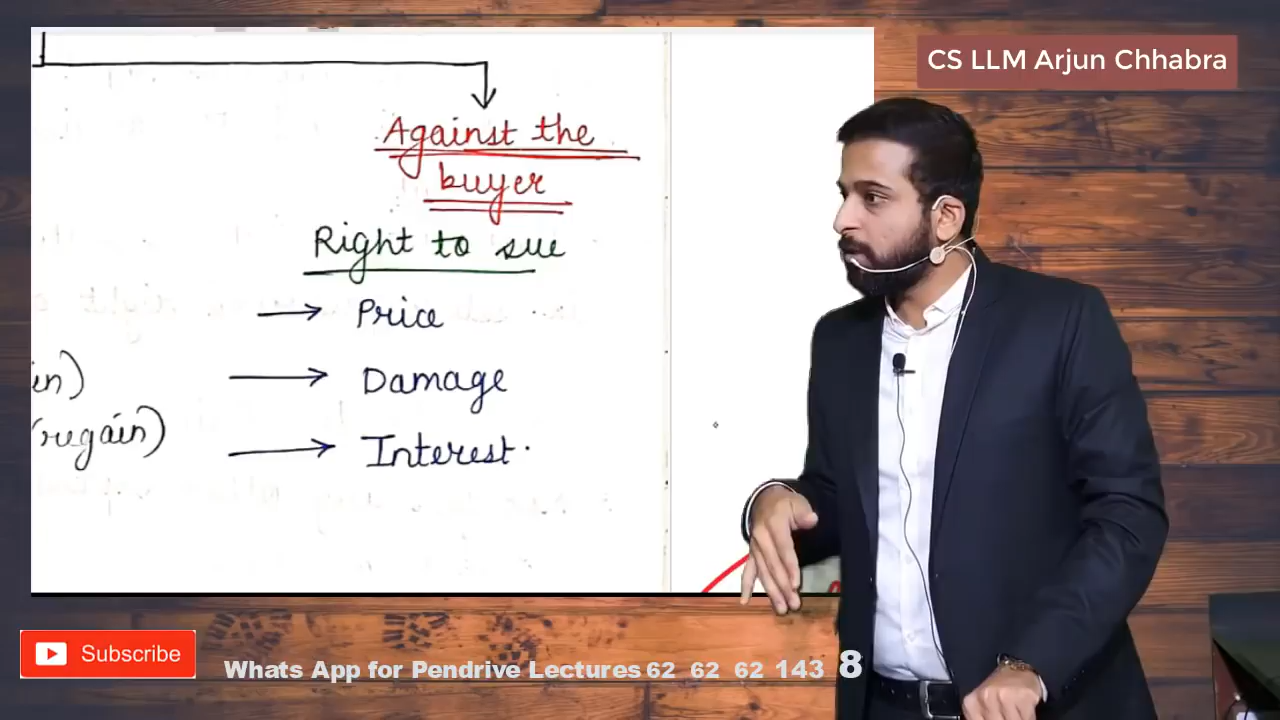 CS LLM Arjun Chhabra
Against the
buyer
Right to sue
→ Price
→ Damage
→ Interest.
(regain)
Subscribe
Whats App for Pendrive Lectures 62 62 62 143 8